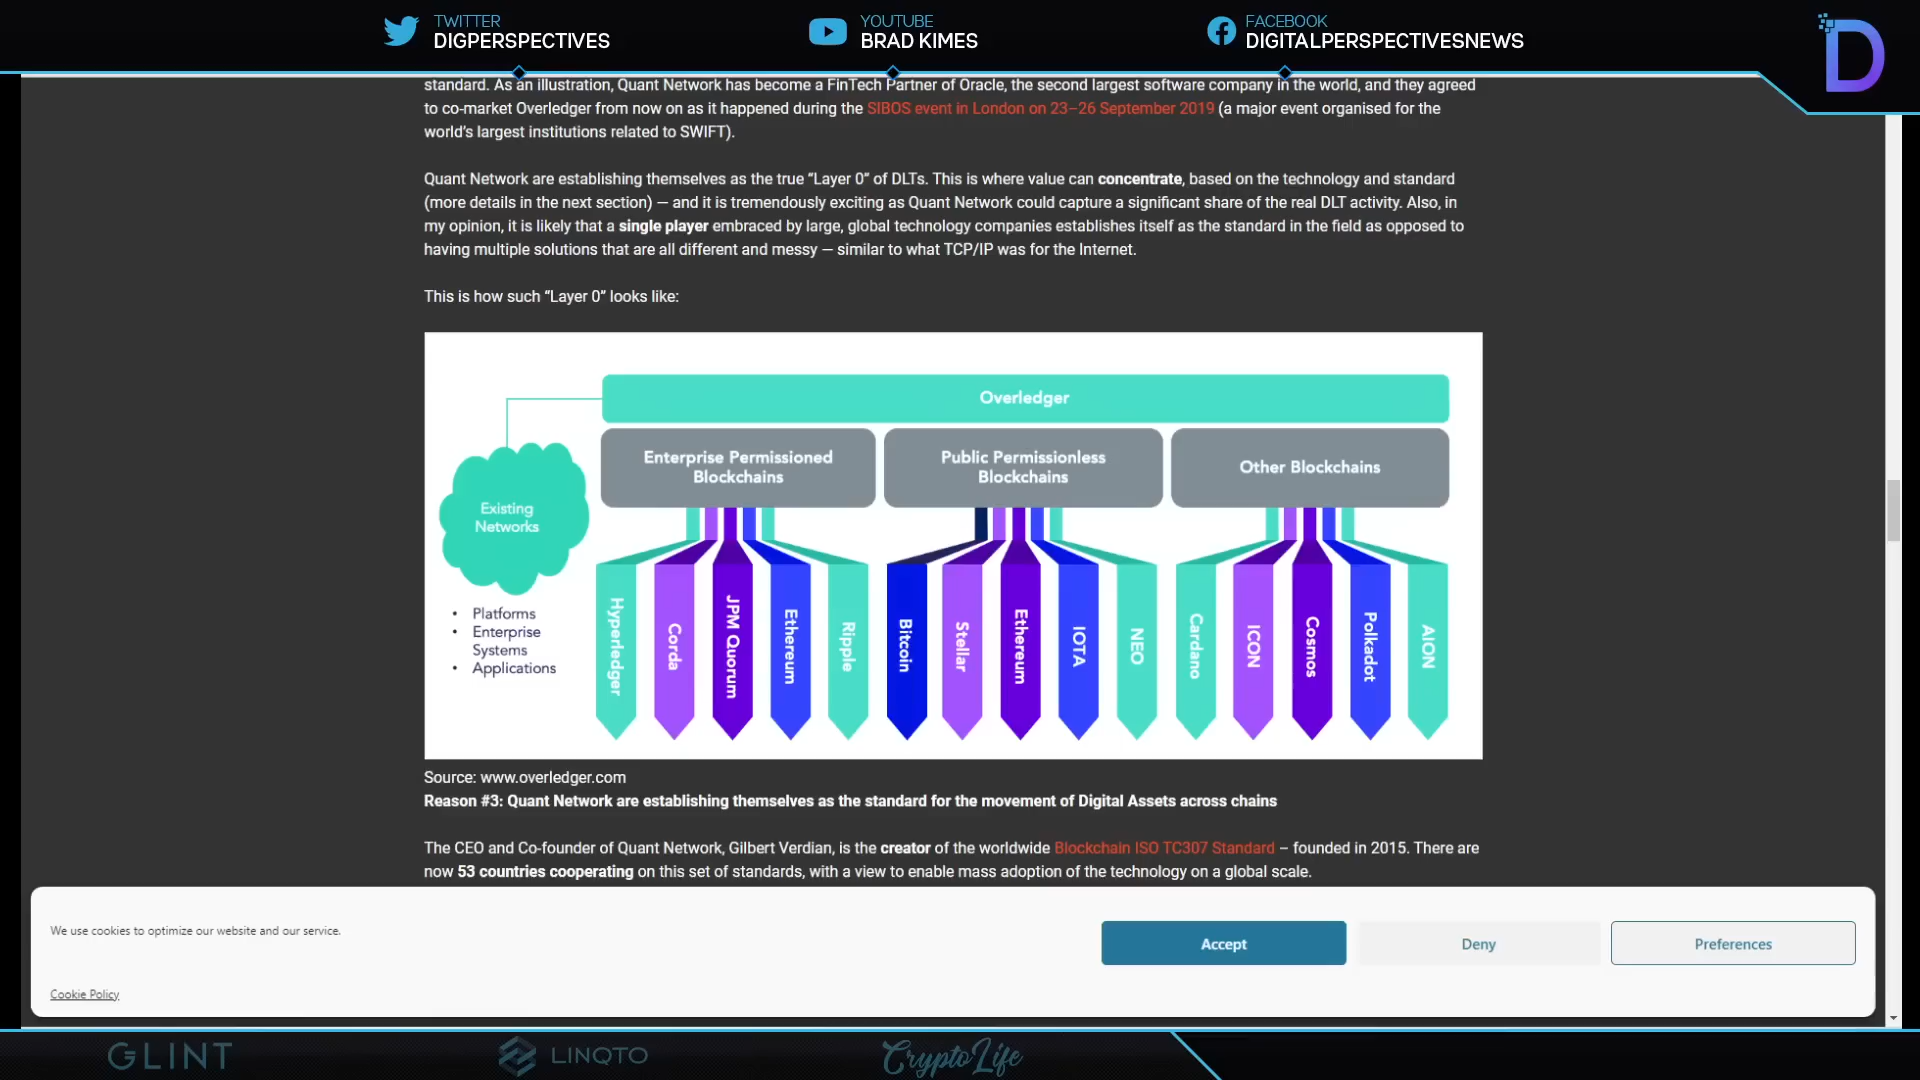 TWITTER
DIGPERSPECTIVES
YOUTUBE
BRAD KIMES
FACEBOOK
DIGITALPERSPECTIVESNEWS
standard. As an illustration, Quant Network has become a FinTech Partner of Oracle, the second largest software company in the world, and they agreed
to co-market Overledger from now on as it happened during the SIBOS event in London on 23–26 September 2019 (a major event organised for the
world's largest institutions related to SWIFT).
Quant Network are establishing themselves as the true “Layer 0” of DLTs. This is where value can concentrate, based on the technology and standard
(more details in the next section) — and it is tremendously exciting as Quant Network could capture a significant share of the real DLT activity. Also, in
my opinion, it is likely that a single player embraced by large, global technology companies establishes itself as the standard in the field as opposed to
having multiple solutions that are all different and messy — similar to what TCP/IP was for the Internet.
This is how such “Layer 0” looks like:
Overledger
Enterprise Permissioned
Blockchains
Public Permissionless
Blockchains
Other Blockchains
Existing
Networks
• Platforms
• Enterprise
Systems
• Applications
Hyperledger
Corda
JPM Quorum
Ethereum
Ripple
Bitcoin
Stellar
Ethereum
IOTA
NEO
Cardano
ICON
Cosmos
Polkadot
AION
Source: www.overledger.com
Reason #3: Quant Network are establishing themselves as the standard for the movement of Digital Assets across chains
The CEO and Co-founder of Quant Network, Gilbert Verdian, is the creator of the worldwide Blockchain ISO TC307 Standard – founded in 2015. There are
now 53 countries cooperating on this set of standards, with a view to enable mass adoption of the technology on a global scale.
We use cookies to optimize our website and our service.
Accept
Deny
Preferences
Cookie Policy
GLINT
LINQTO
CryptoLife